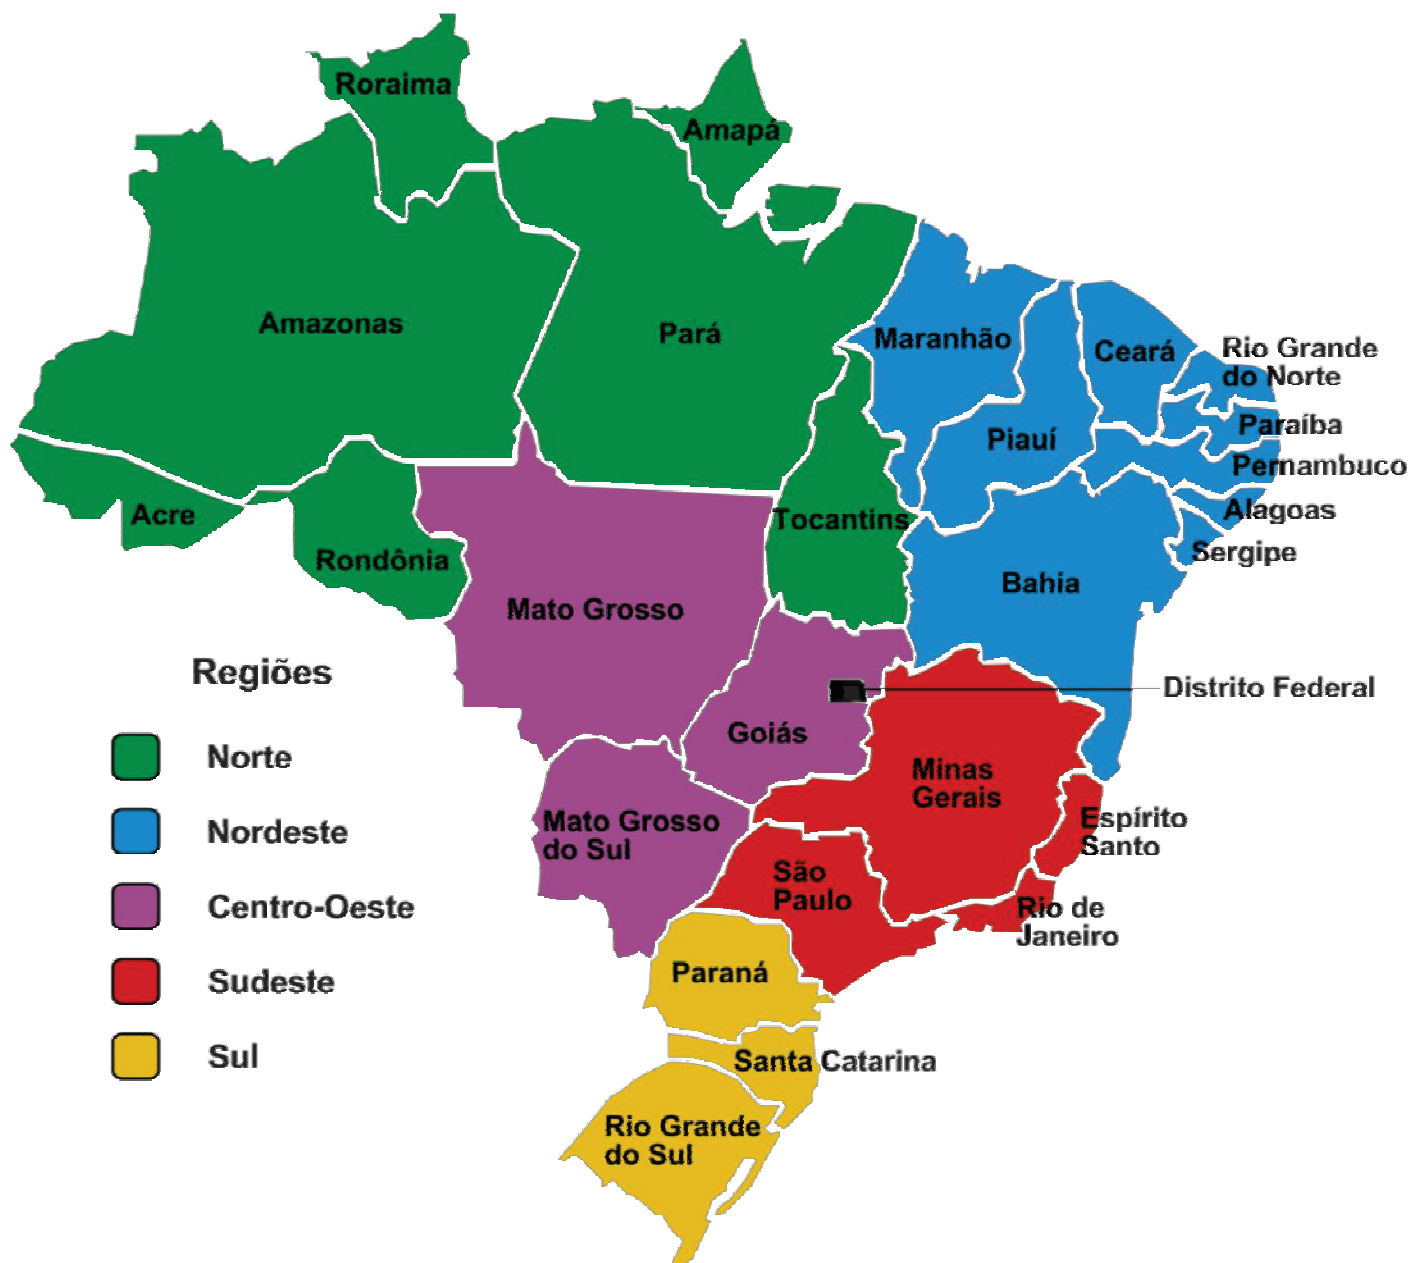 Roraima
Amapá
Amazonas
Pará
Maranhão
Ceará
Rio Grande
do Norte
Paraíba
Piauí
Pernambuco
Alagoas
Acre
Tocantins
Sergipe
Rondônia
Bahia
Mato Grosso
Distrito Federal
Goiás
Minas
Gerais
Mato Grosso
do Sul
Espírito
Santo
São
Paulo
Rio de
Janeiro
Paraná
Santa Catarina
Rio Grande
do Sul
Regiões
Norte
Nordeste
Centro-Oeste
Sudeste
Sul